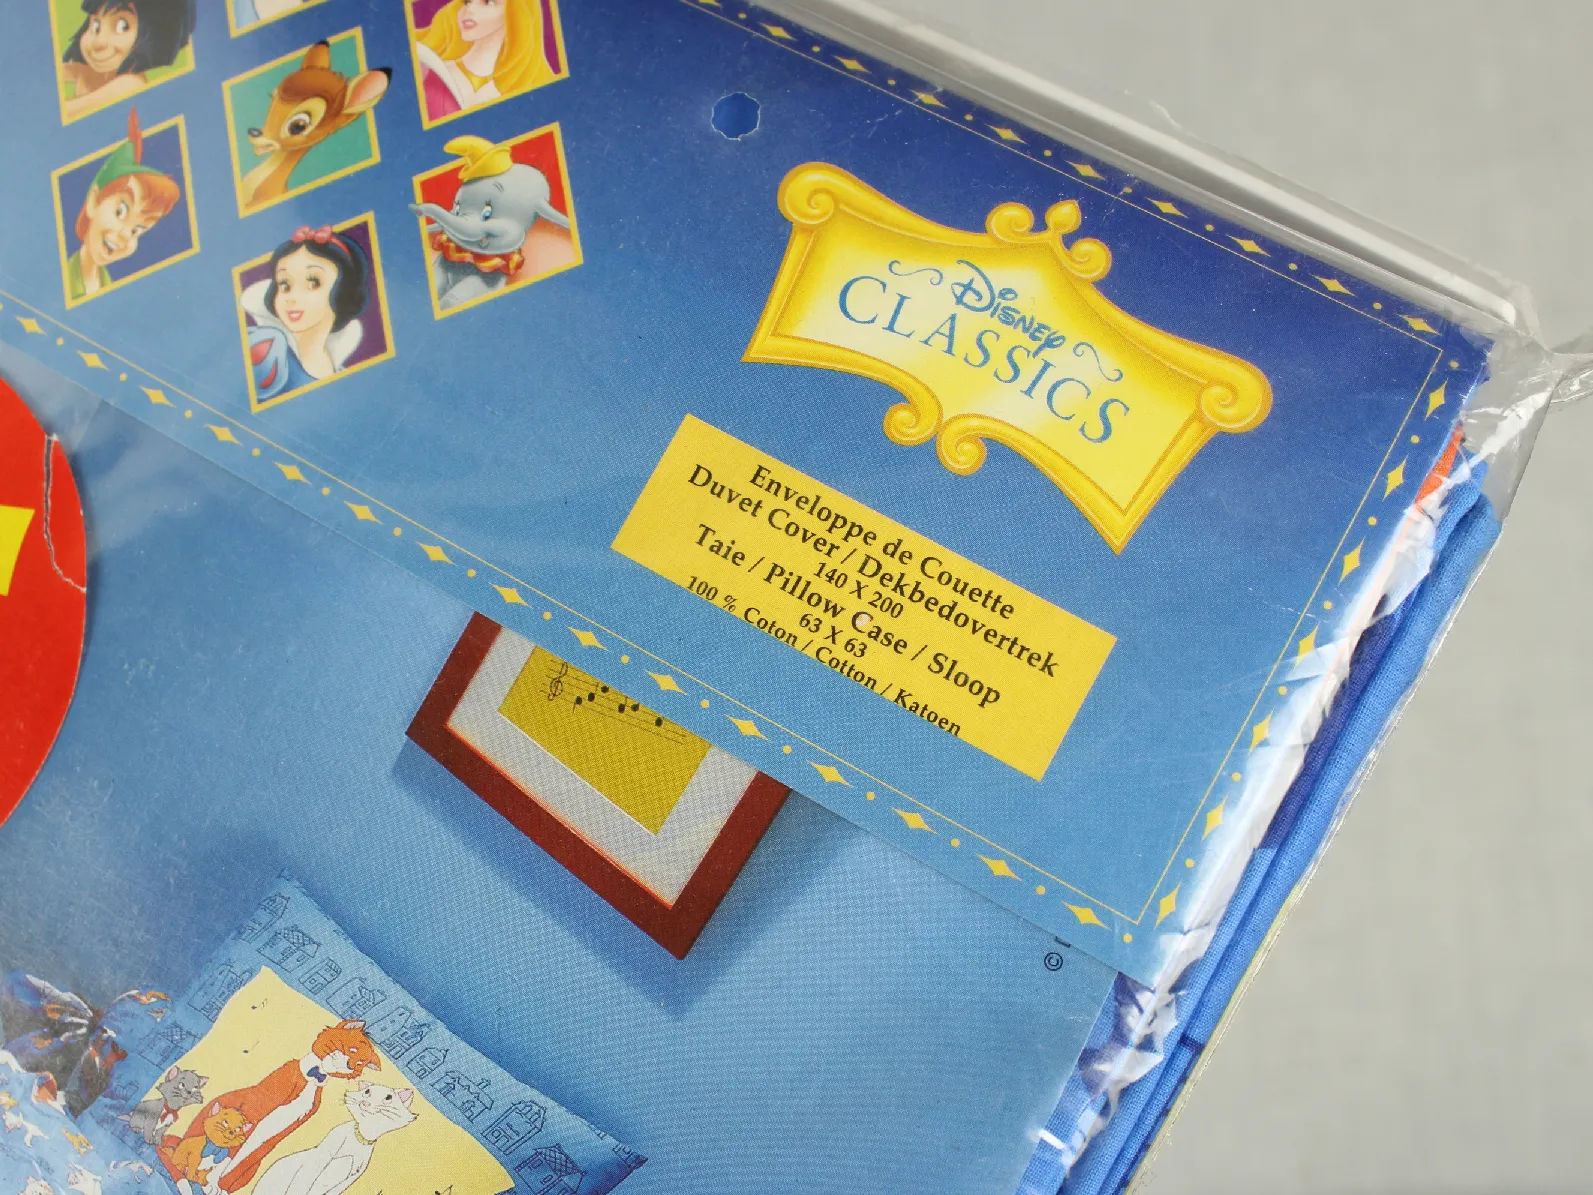 Disney
CLASSICS
Enveloppe de Couette
Duvet Cover / Dekbedovertrek
140 X 200
Taie / Pillow Case / Sloop
63 X 63
100 % Coton / Cotton / Katoen
©